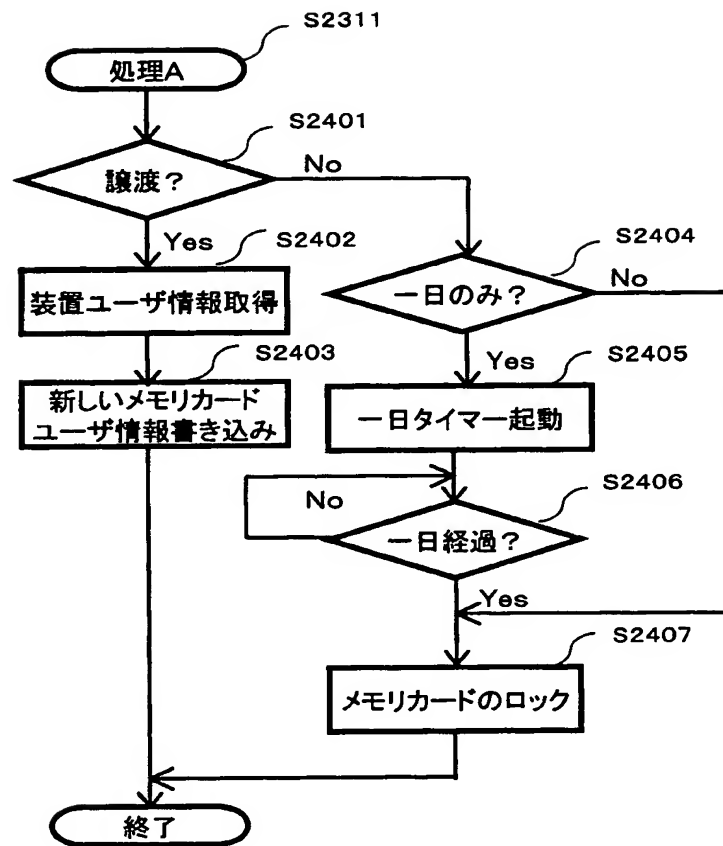 S2311
処理A
S2401
譲渡?
No
Yes
S2402
S2404
装置ユーザ情報取得
一日のみ?
No
S2403
Yes
S2405
新しいメモリカード
ユーザ情報書き込み
一日タイマー起動
No
S2406
一日経過?
Yes
S2407
メモリカードのロック
終了